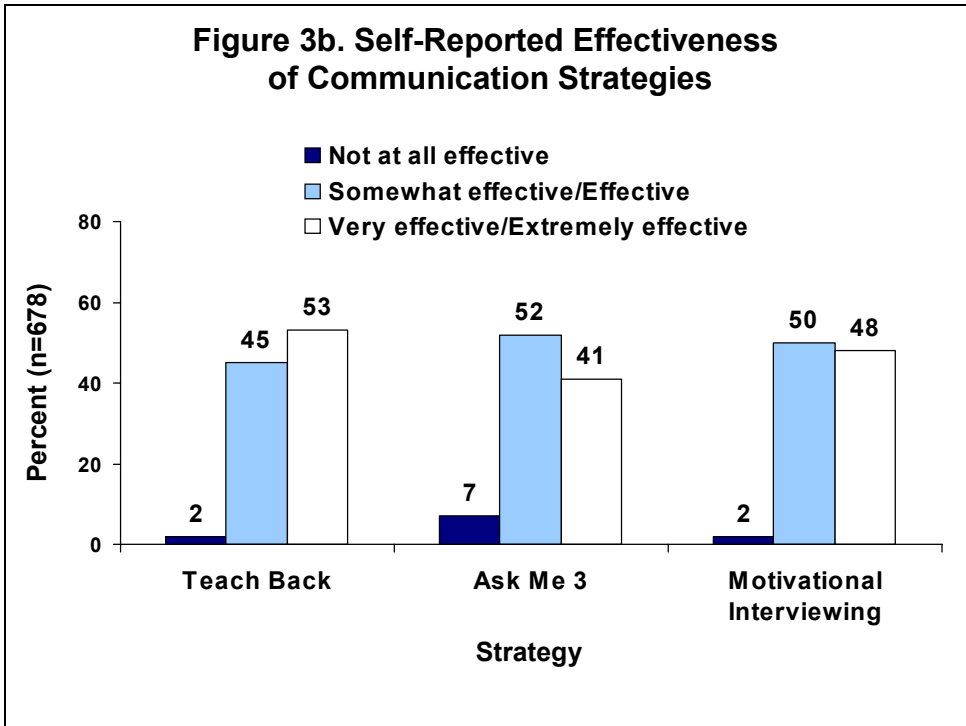 Figure 3b. Self-Reported Effectiveness
of Communication Strategies
Not at all effective
Somewhat effective/Effective
Very effective/Extremely effective
Percent (n=678)
80
60
40
20
0
2
45
53
7
52
41
2
50
48
Teach Back
Ask Me 3
Motivational
Interviewing
Strategy